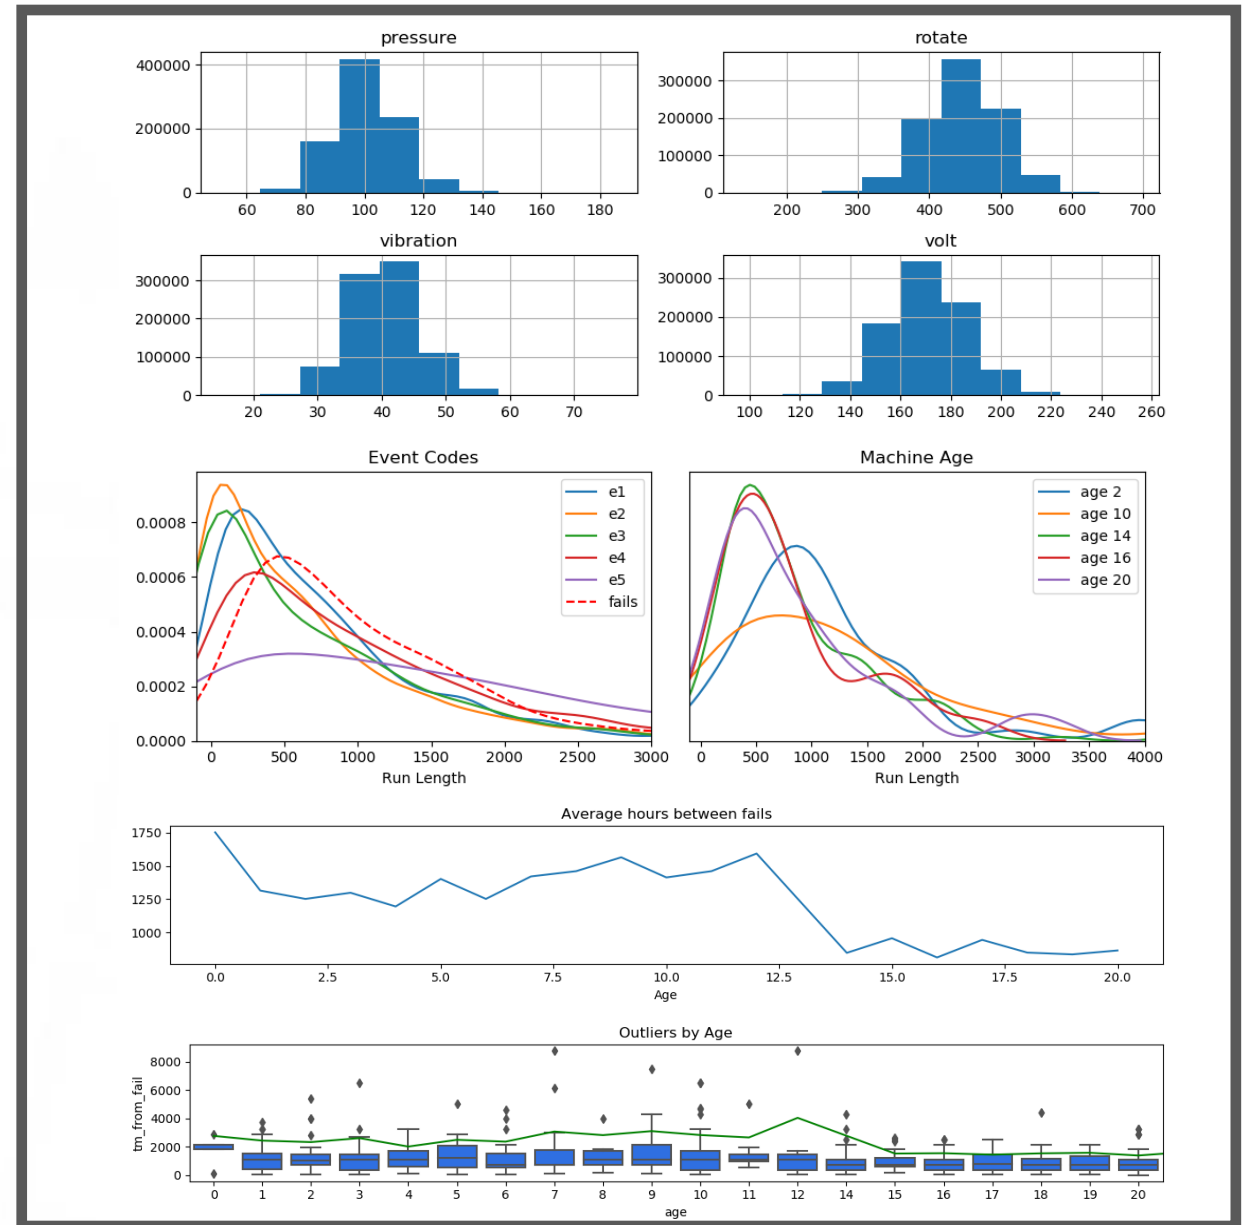 pressure
400000
200000
0
60 80 100 120 140 160 180
rotate
300000
200000
100000
0
200 300 400 500 600 700
vibration
300000
200000
100000
0
20 30 40 50 60 70
volt
300000
200000
100000
0
100 120 140 160 180 200 220 240 260
Event Codes
e1
e2
e3
e4
e5
fails
0.0008
0.0006
0.0004
0.0002
0.0000
0 500 1000 1500 2000 2500 3000
Run Length
Machine Age
age 2
age 10
age 14
age 16
age 20
0 500 1000 1500 2000 2500 3000 3500 4000
Run Length
Average hours between fails
1750
1500
1250
1000
0.0 2.5 5.0 7.5 10.0 12.5 15.0 17.5 20.0
Age
Outliers by Age
tm_from_fail
8000
6000
4000
2000
0
0 1 2 3 4 5 6 7 8 9 10 11 12 14 15 16 17 18 19 20
age